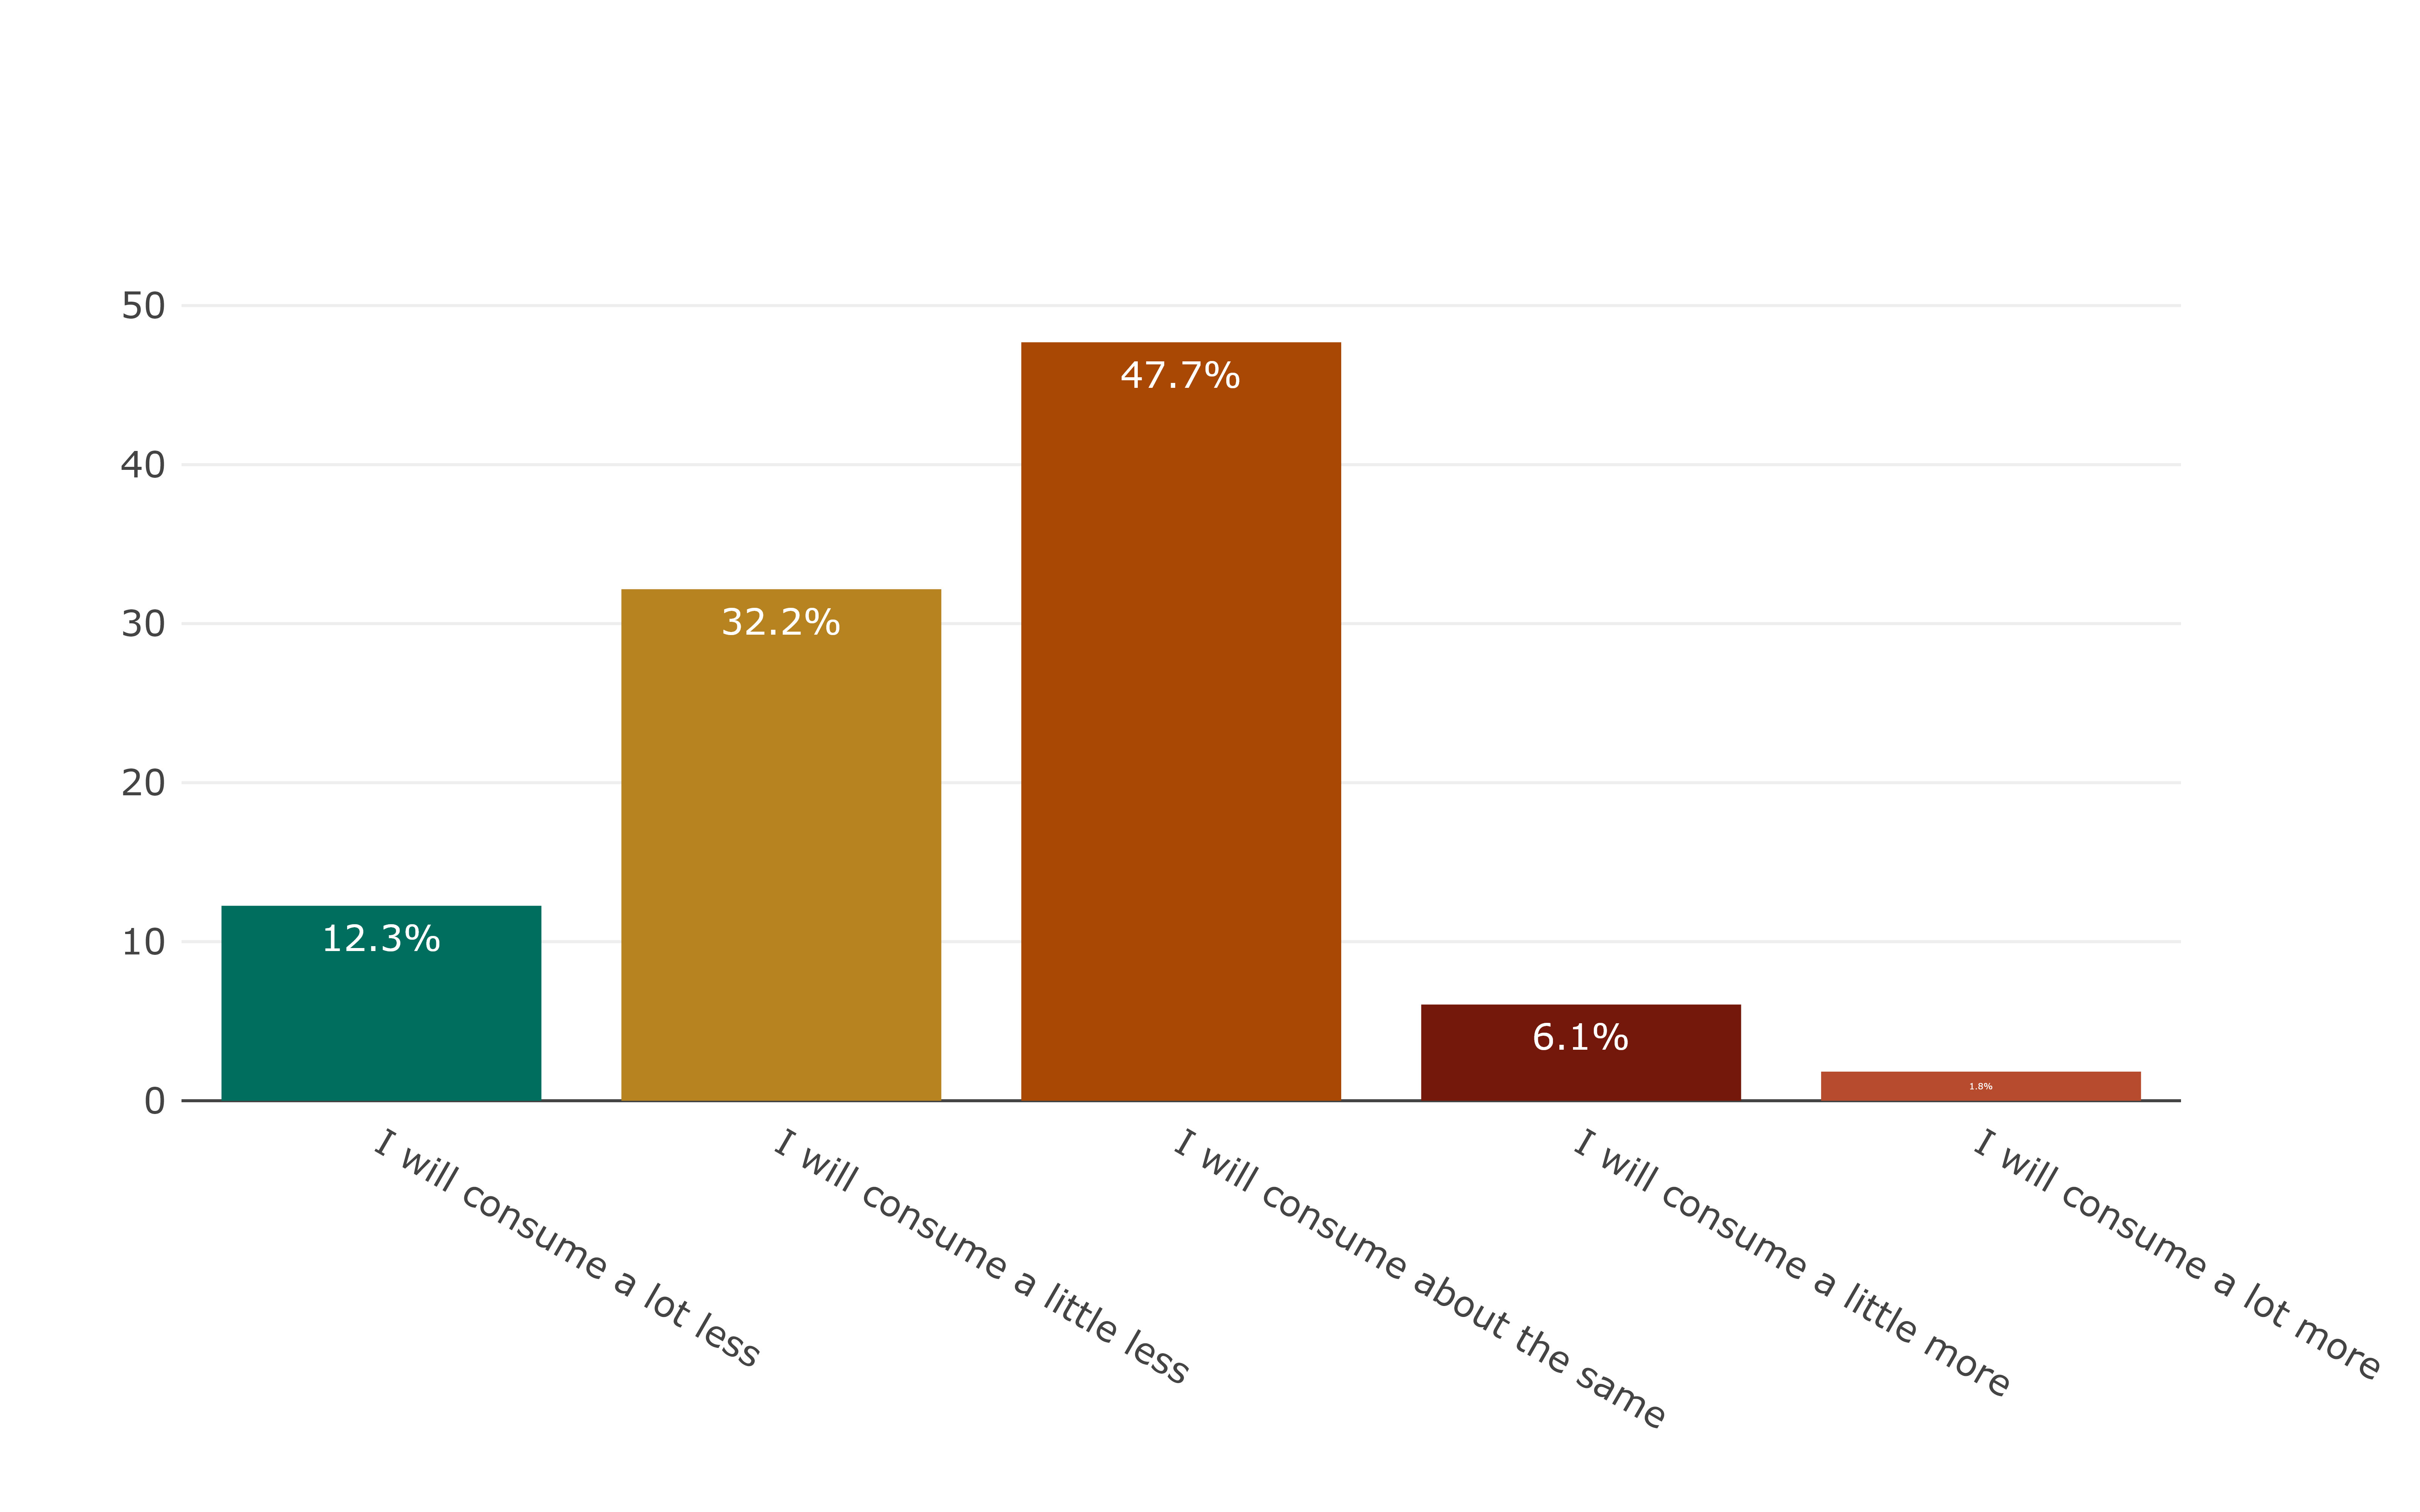 50
40
30
20
10
0
12.3%
32.2%
47.7%
6.1%
1.8%
I will consume a lot less
I will consume a little less
I will consume about the same
I will consume a little more
I will consume a lot more